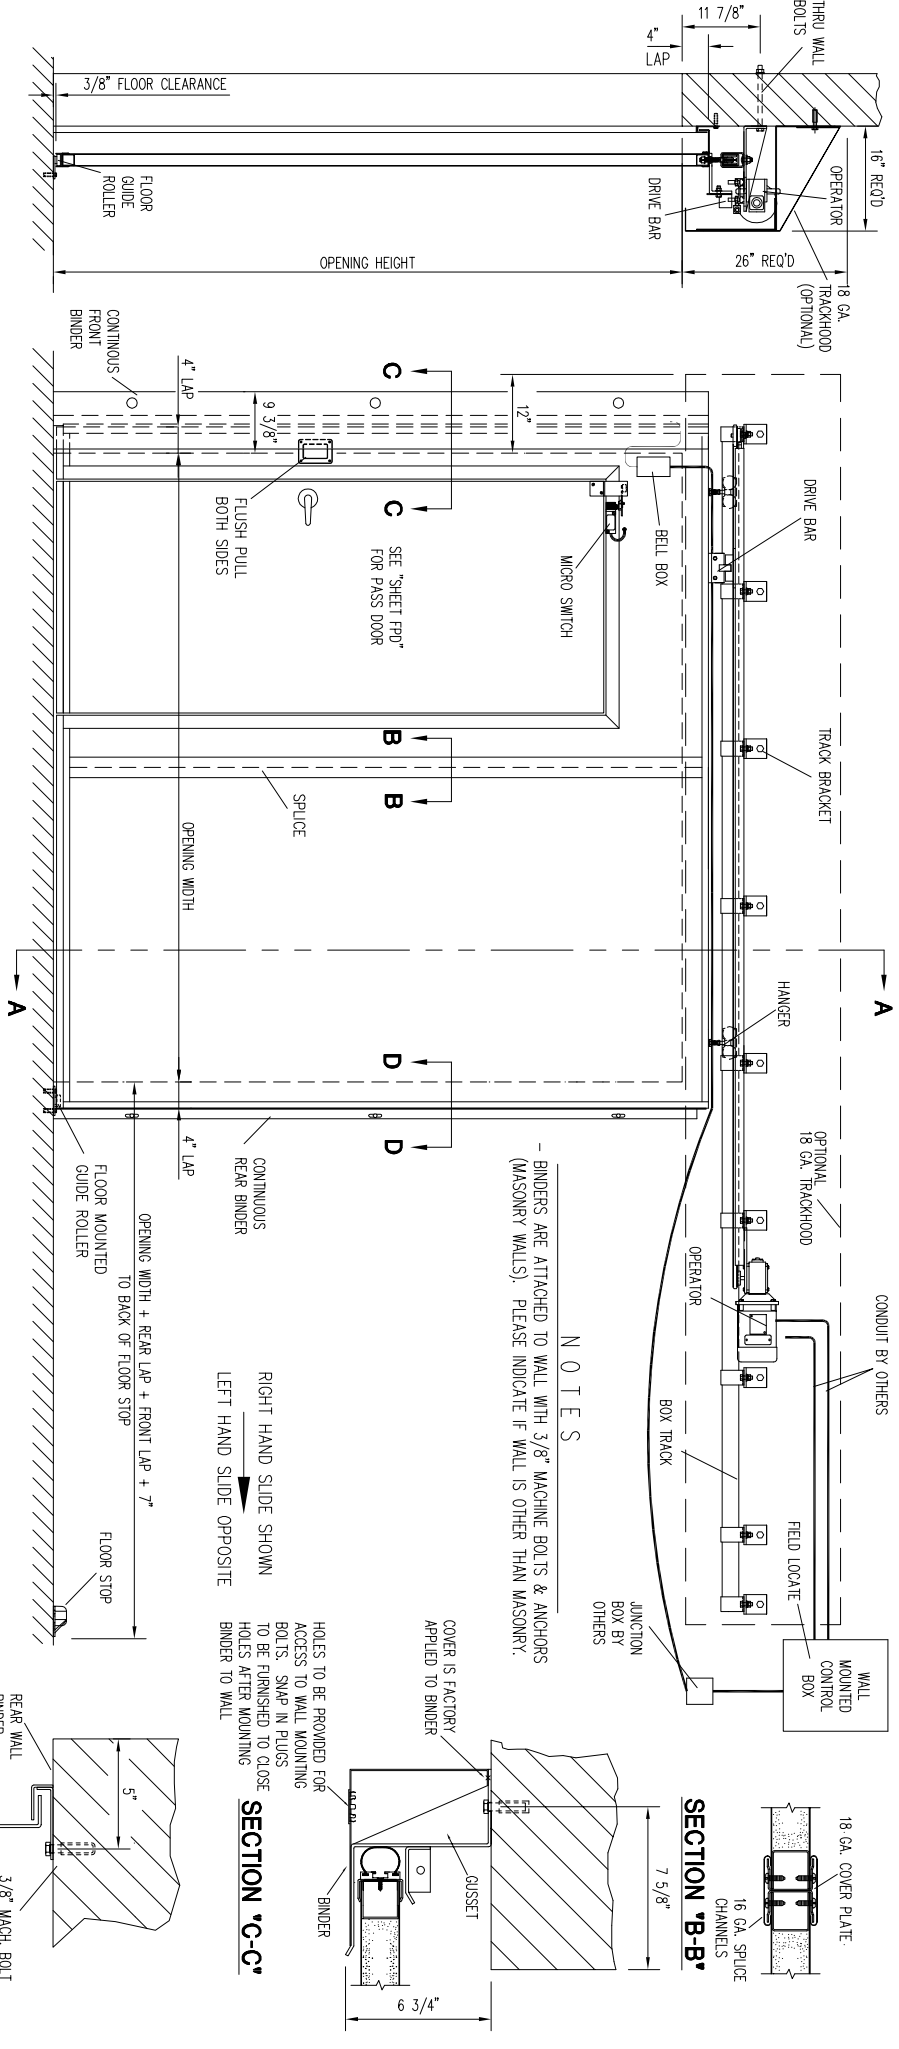 THRU WALL
BOLTS
11 7/8"
4"
LAP
3/8" FLOOR CLEARANCE
FLOOR
GUIDE
ROLLER
DRIVE BAR
OPERATOR
16" REQ'D
OPENING HEIGHT
26" REQ'D
18 GA.
TRACKHOOD
(OPTIONAL)
CONTINOUS
FRONT
BINDER
4" LAP
9 3/8"
12"
C
C
FLUSH PULL
BOTH SIDES
SEE "SHEET FPD"
FOR PASS DOOR
MICRO SWITCH
BELL BOX
DRIVE BAR
TRACK BRACKET
B
B
SPLICE
OPENING WIDTH
A
A
HANGER
D
D
4" LAP
CONTINUOUS
REAR BINDER
FLOOR MOUNTED
GUIDE ROLLER
OPENING WIDTH + REAR LAP + FRONT LAP + 7"
TO BACK OF FLOOR STOP
FLOOR STOP
OPTIONAL
18 GA. TRACKHOOD
OPERATOR
CONDUIT BY OTHERS
BOX TRACK
FIELD LOCATE
WALL
MOUNTED
CONTROL
BOX
JUNCTION
BOX BY
OTHERS
N O T E S
- BINDERS ARE ATTACHED TO WALL WITH 3/8" MACHINE BOLTS & ANCHORS
(MASONRY WALLS). PLEASE INDICATE IF WALL IS OTHER THAN MASONRY.
RIGHT HAND SLIDE SHOWN
LEFT HAND SLIDE OPPOSITE
18 GA. COVER PLATE
16 GA. SPLICE
CHANNELS
SECTION "B-B"
7 5/8"
COVER IS FACTORY
APPLIED TO BINDER
GUSSET
HOLES TO BE PROVIDED FOR
ACCESS TO WALL MOUNTING
BOLTS. SNAP IN PLUGS
TO BE FURNISHED TO CLOSE
HOLES AFTER MOUNTING
BINDER TO WALL
BINDER
6 3/4"
SECTION "C-C"
5"
REAR WALL
BINDER
3/8" MACH. BOLT